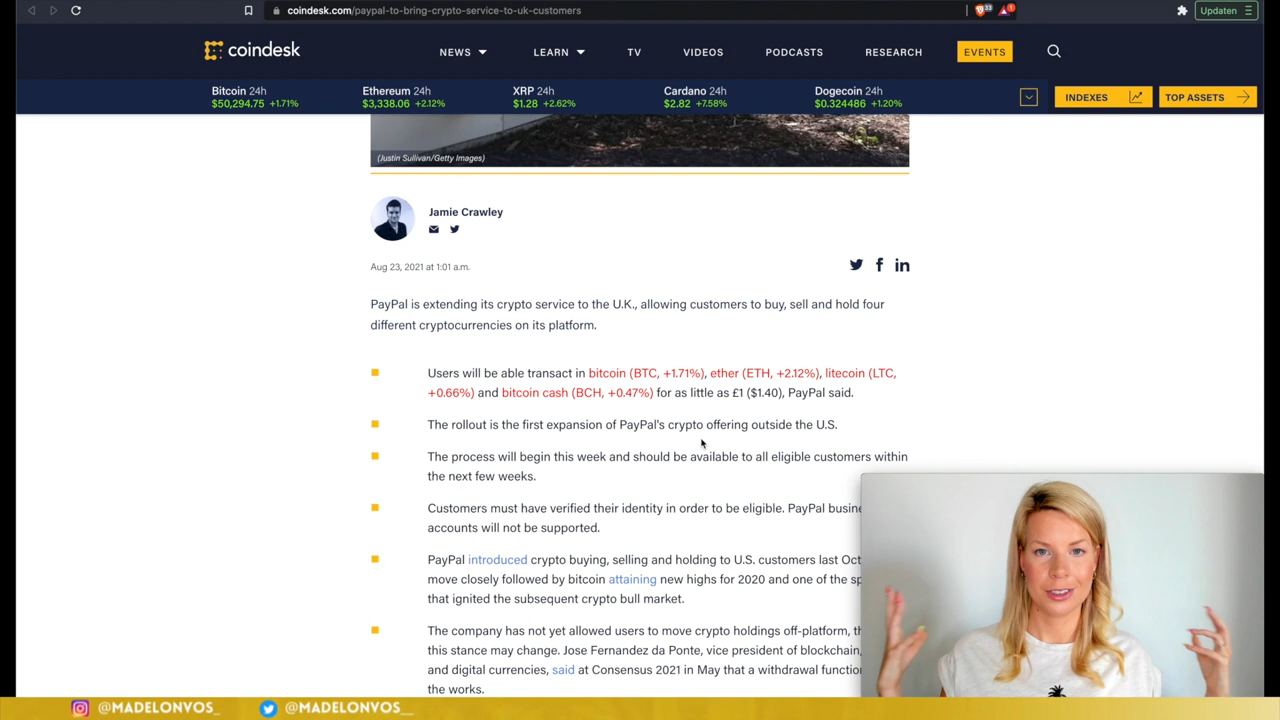 coindesk.com/paypal-to-bring-crypto-service-to-uk-customers
33
1
Updaten
coindesk
NEWS
LEARN
TV
VIDEOS
PODCASTS
RESEARCH
EVENTS
Bitcoin 24h
$50,294.75 +1.71%
Ethereum 24h
$3,338.06 +2.12%
XRP 24h
$1.28 +2.62%
Cardano 24h
$2.82 +7.58%
Dogecoin 24h
$0.324486 +1.20%
INDEXES
TOP ASSETS
(Justin Sullivan/Getty Images)
Jamie Crawley
Aug 23, 2021 at 1:01 a.m.
PayPal is extending its crypto service to the U.K., allowing customers to buy, sell and hold four
different cryptocurrencies on its platform.
Users will be able transact in bitcoin (BTC, +1.71%), ether (ETH, +2.12%), litecoin (LTC,
+0.66%) and bitcoin cash (BCH, +0.47%) for as little as £1 ($1.40), PayPal said.
The rollout is the first expansion of PayPal's crypto offering outside the U.S.
The process will begin this week and should be available to all eligible customers within
the next few weeks.
Customers must have verified their identity in order to be eligible. PayPal busine
accounts will not be supported.
PayPal introduced crypto buying, selling and holding to U.S. customers last Oct
move closely followed by bitcoin attaining new highs for 2020 and one of the sp
that ignited the subsequent crypto bull market.
The company has not yet allowed users to move crypto holdings off-platform, th
this stance may change. Jose Fernandez da Ponte, vice president of blockchain,
and digital currencies, said at Consensus 2021 in May that a withdrawal function
the works.
@MADELONVOS_
@MADELONVOS__